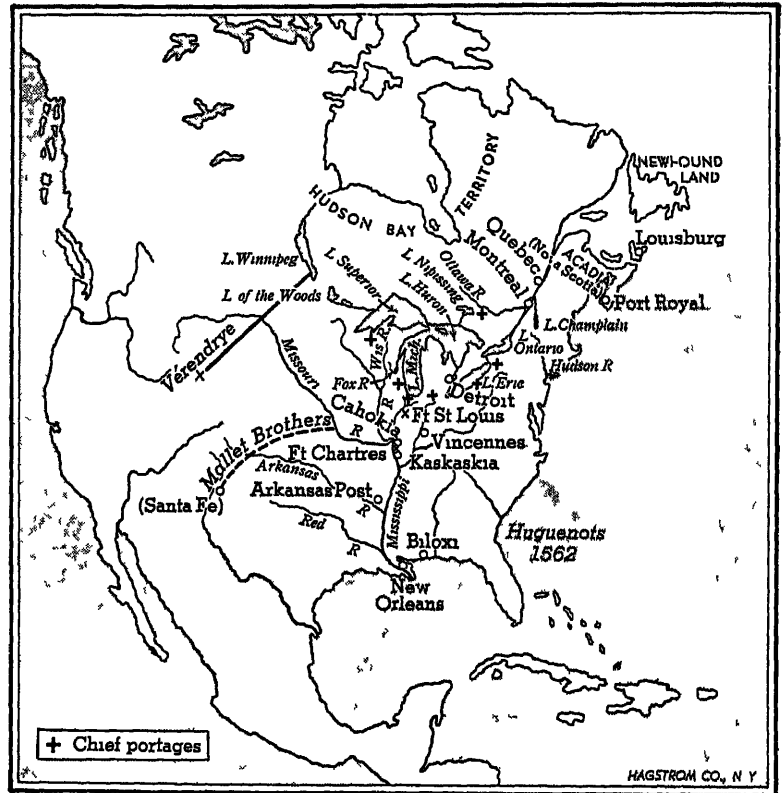 NEWFOUND
LAND
HUDSON BAY
TERRITORY
Quebec
Montreal
(Nova Scotia)
ACADIA
Louisburg
Port Royal
L. Winnipeg
L Superior
L Nipissing
Ottawa R
L. Huron
L of the Woods
L. Champlain
L.
Ontario
Hudson R
Vérendrye
Missouri
R
Wis R.
L. Mich.
Fox R
R
L. Erie
Detroit
Cahokia
Ft St Louis
Mallet Brothers
Vincennes
Ft Chartres
Kaskaskia
Arkansas
R
(Santa Fe)
Arkansas Post
Mississippi
Red
R
Biloxi
Huguenots
1562
New
Orleans
+ Chief portages
HAGSTROM CO., N Y